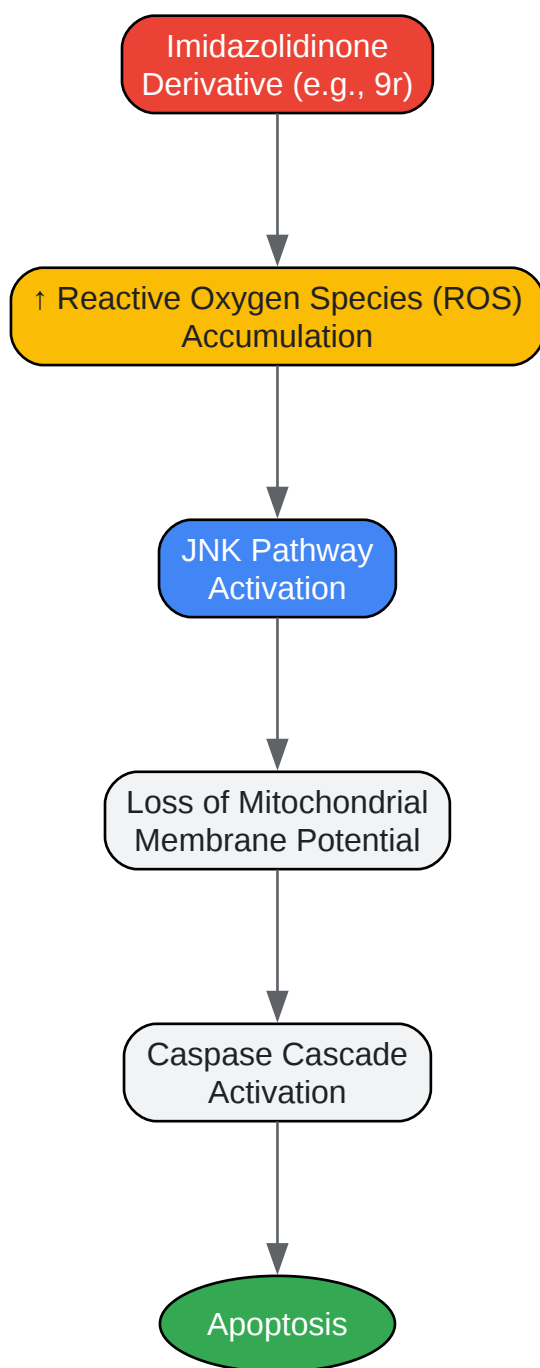 Imidazolidinone
Derivative (e.g., 9r)
↑ Reactive Oxygen Species (ROS)
Accumulation
JNK Pathway
Activation
Loss of Mitochondrial
Membrane Potential
Caspase Cascade
Activation
Apoptosis